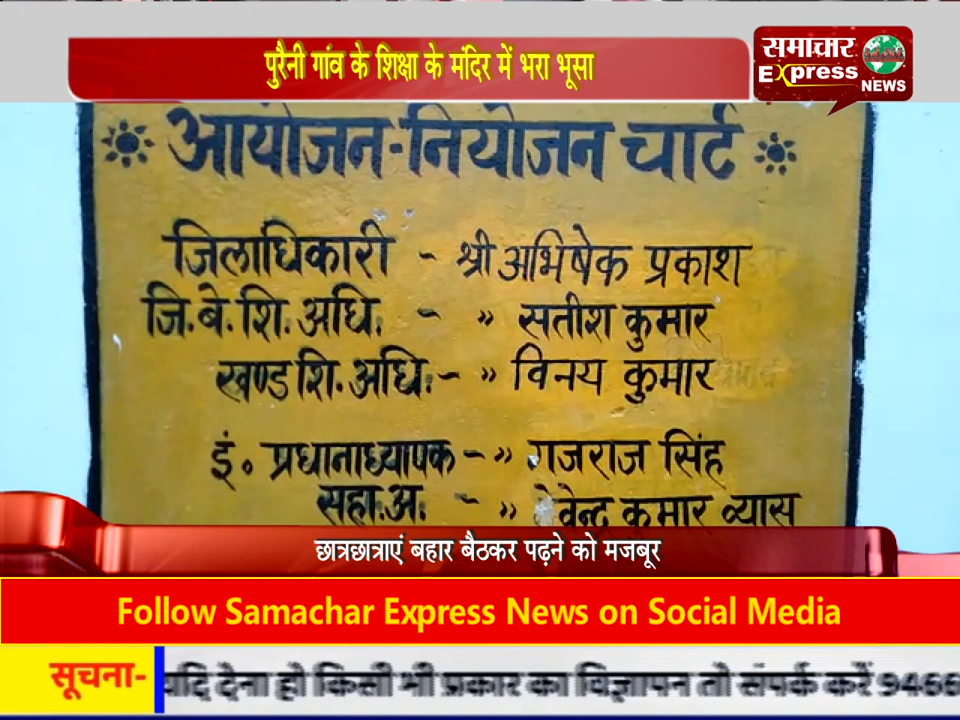 पुरैनी गांव के शिक्षा के मंदिर में भरा भूसा
समाचार
Express
NEWS
आयोजन-नियोजन चार्ट
जिलाधिकारी - श्री अभिषेक प्रकाश
जि.बे.शि.अधि. - " सतीश कुमार
खण्ड शि.अधि. - " विनय कुमार
इं. प्रधानाध्यापक - " गजराज सिंह
सहा.अ. - " देवेन्द्र कुमार व्यास
छात्रछात्राएं बहार बैठकर पढ़ने को मजबूर
Follow Samachar Express News on Social Media
सूचना- यदि देना हो किसी भी प्रकार का विज्ञापन तो संपर्क करें 9466